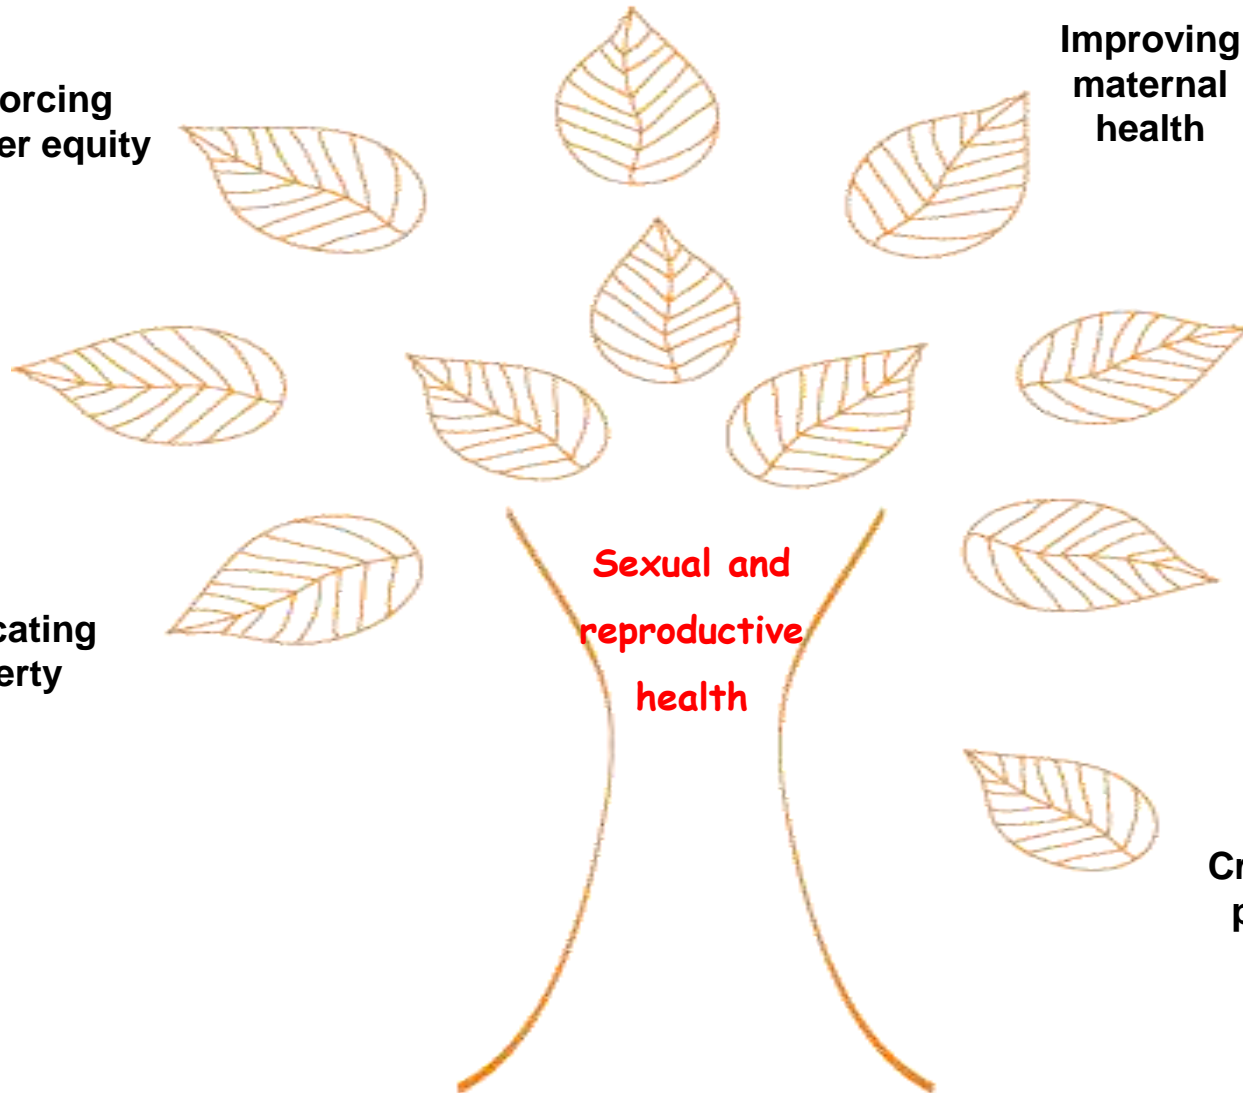 Improving
maternal
health
orcing
er equity
Sexual and
reproductive
health
cating
erty
Cr
p